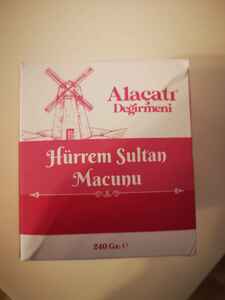 Alaçatı
Değirmeni
Hürrem Sultan
Macunu
240 Gr. e